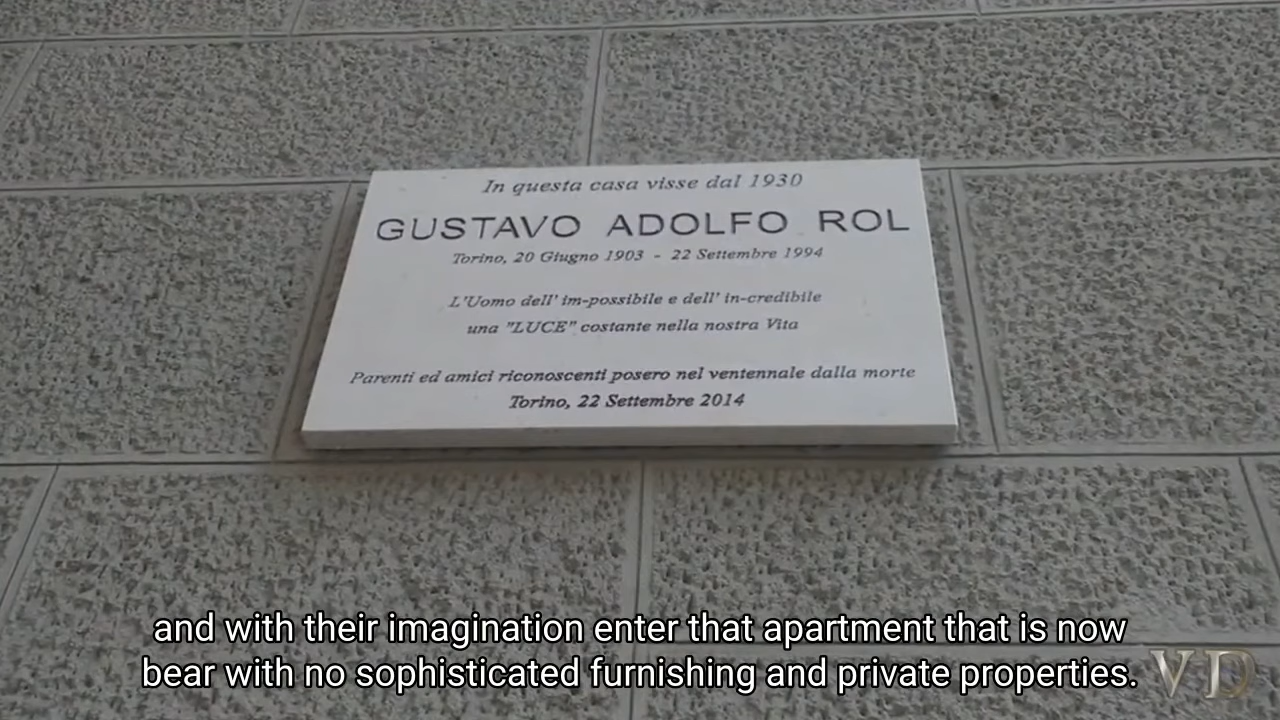 In questa casa visse dal 1930
GUSTAVO ADOLFO ROL
Torino, 20 Giugno 1903 - 22 Settembre 1994
L'Uomo dell' im-possibile e dell' in-credibile
una "LUCE" costante nella nostra Vita
Parenti ed amici riconoscenti posero nel ventennale dalla morte
Torino, 22 Settembre 2014
and with their imagination enter that apartment that is now
bear with no sophisticated furnishing and private properties.
VD